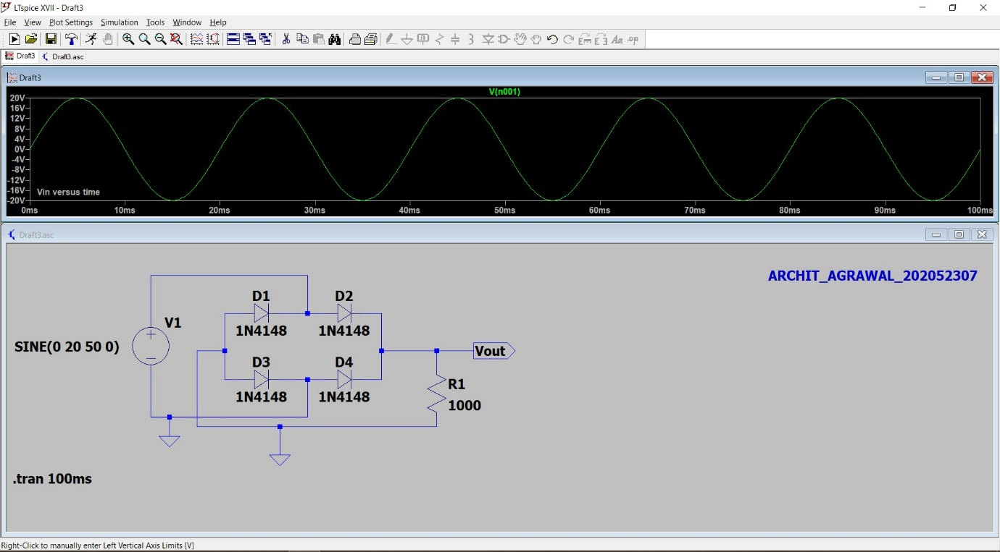 LTspice XVII - Draft3
File View Plot Settings Simulation Tools Window Help
Draft3 Draft3.asc
Draft3
V(n001)
20V
16V
12V
8V
4V
0V
-4V
-8V
-12V
-16V
-20V
Vin versus time
0ms 10ms 20ms 30ms 40ms 50ms 60ms 70ms 80ms 90ms 100ms
Draft3.asc
ARCHIT_AGRAWAL_202052307
D1 D2
V1
1N4148 1N4148
SINE(0 20 50 0)
Vout
D3 D4
R1
1N4148 1N4148
1000
.tran 100ms
Right-Click to manually enter Left Vertical Axis Limits [V]